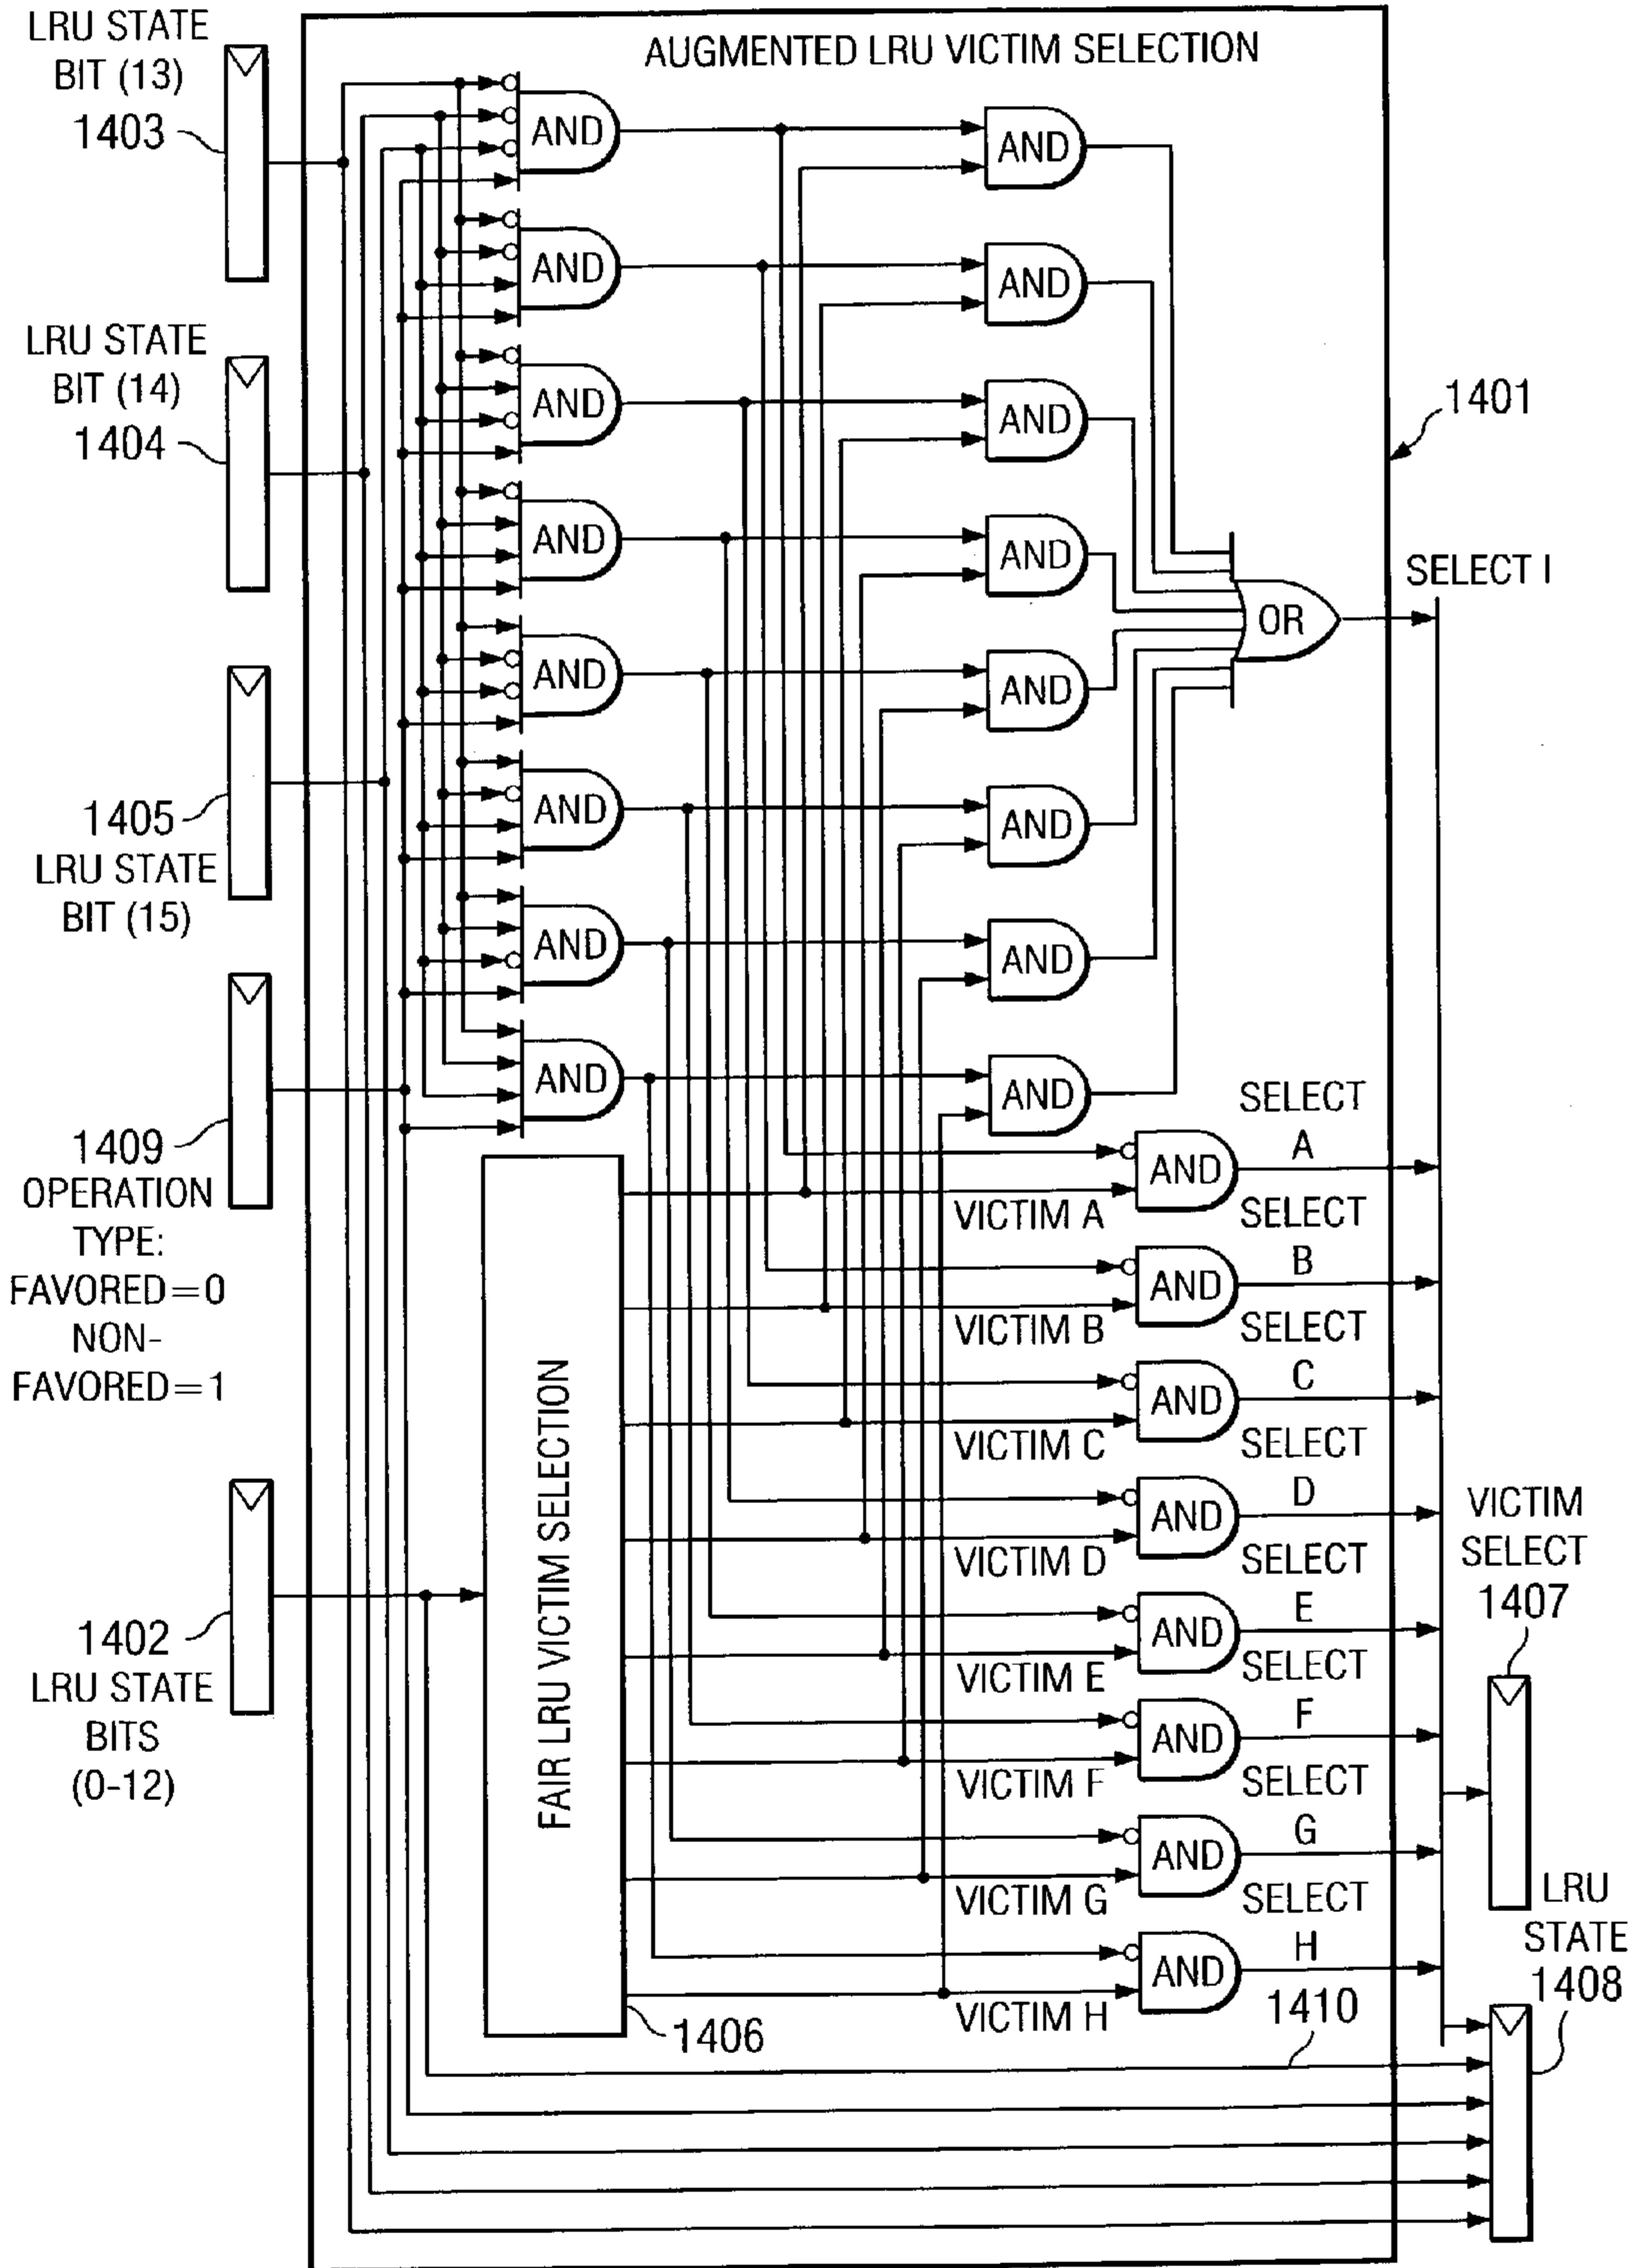 LRU STATE
BIT (13)
1403
AUGMENTED LRU VICTIM SELECTION
AND
AND
AND
AND
LRU STATE
BIT (14)
1404
AND
AND
1401
AND
AND
SELECT I
OR
AND
AND
1405
LRU STATE
BIT (15)
AND
AND
AND
AND
AND
AND
1409
OPERATION
TYPE:
FAVORED=0
NON-
FAVORED=1
SELECT
A
AND
VICTIM A
SELECT
B
AND
VICTIM B
SELECT
C
AND
VICTIM C
SELECT
D
AND
VICTIM D
SELECT
E
AND
VICTIM E
SELECT
F
AND
VICTIM F
SELECT
G
AND
VICTIM G
SELECT
H
AND
VICTIM H
FAIR LRU VICTIM SELECTION
1406
1402
LRU STATE
BITS
(0-12)
VICTIM
SELECT
1407
LRU
STATE
1408
1410